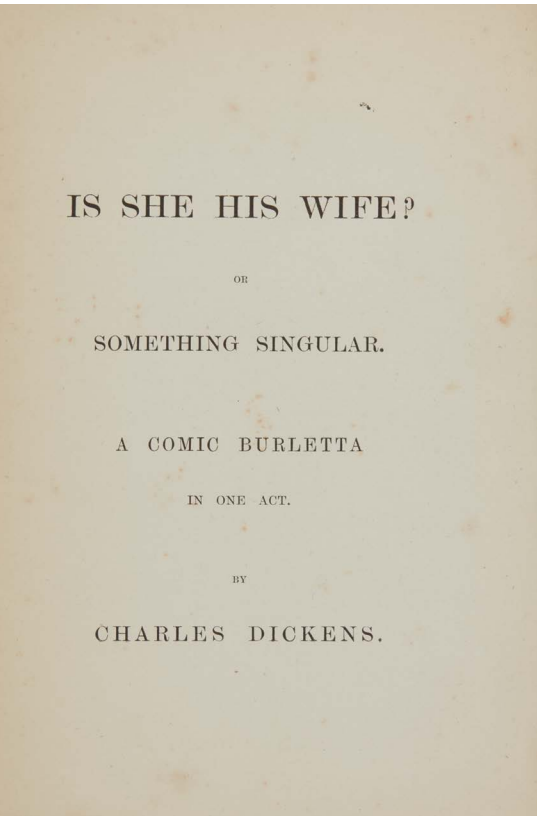 IS SHE HIS WIFE?
OR
SOMETHING SINGULAR.
A COMIC BURLETTA
IN ONE ACT.
BY
CHARLES DICKENS.